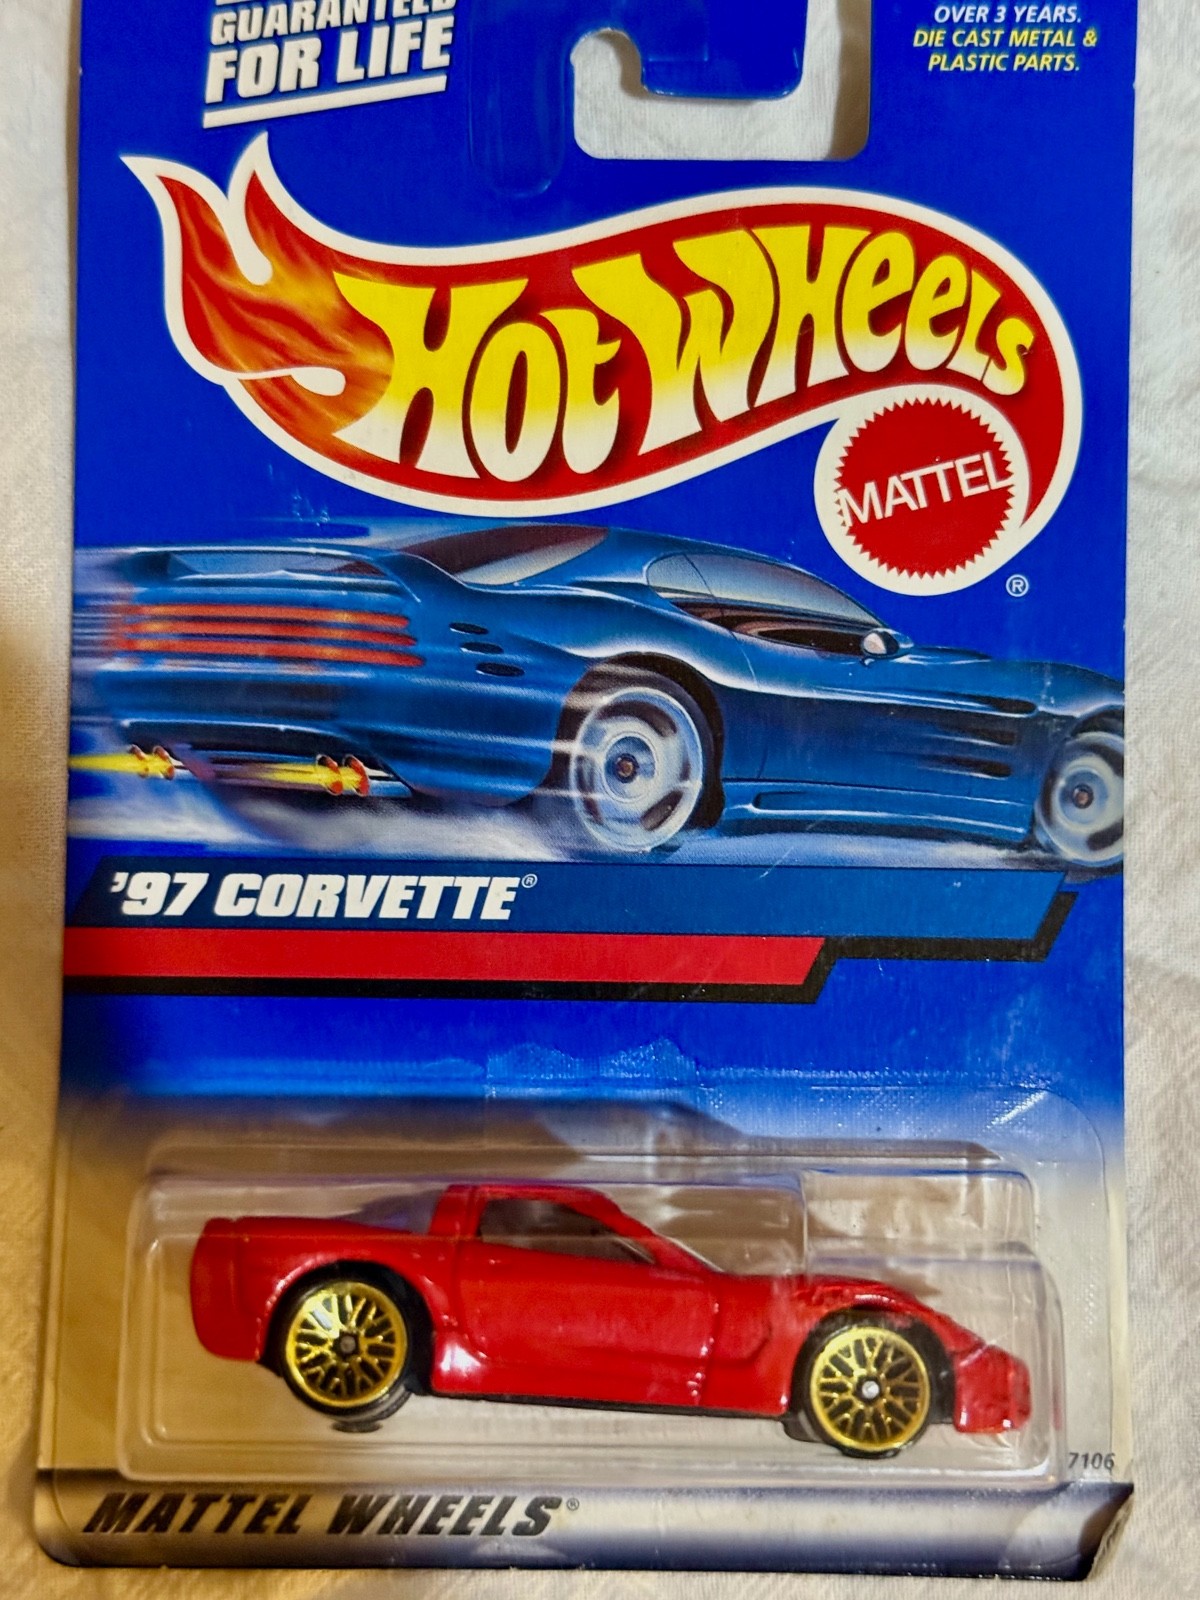 GUARANTEED
FOR LIFE
OVER 3 YEARS.
DIE CAST METAL &
PLASTIC PARTS.
HOT WHEELS
MATTEL
®
'97 CORVETTE®
7106
MATTEL WHEELS®